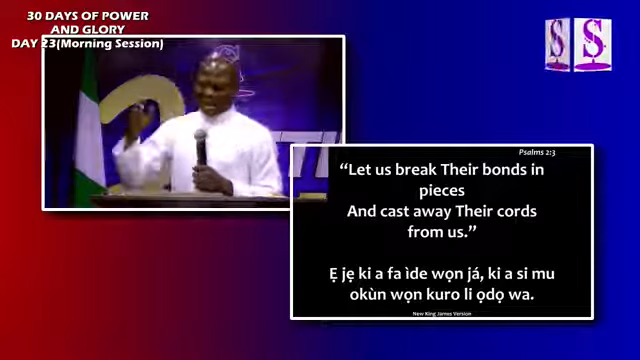 30 DAYS OF POWER
AND GLORY
DAY 23(Morning Session)
S S
Psalms 2:3
“Let us break Their bonds in
pieces
And cast away Their cords
from us.”
Ẹ jẹ ki a fa ìde wọn já, ki a si mu
okùn wọn kuro li ọdọ wa.
New King James Version